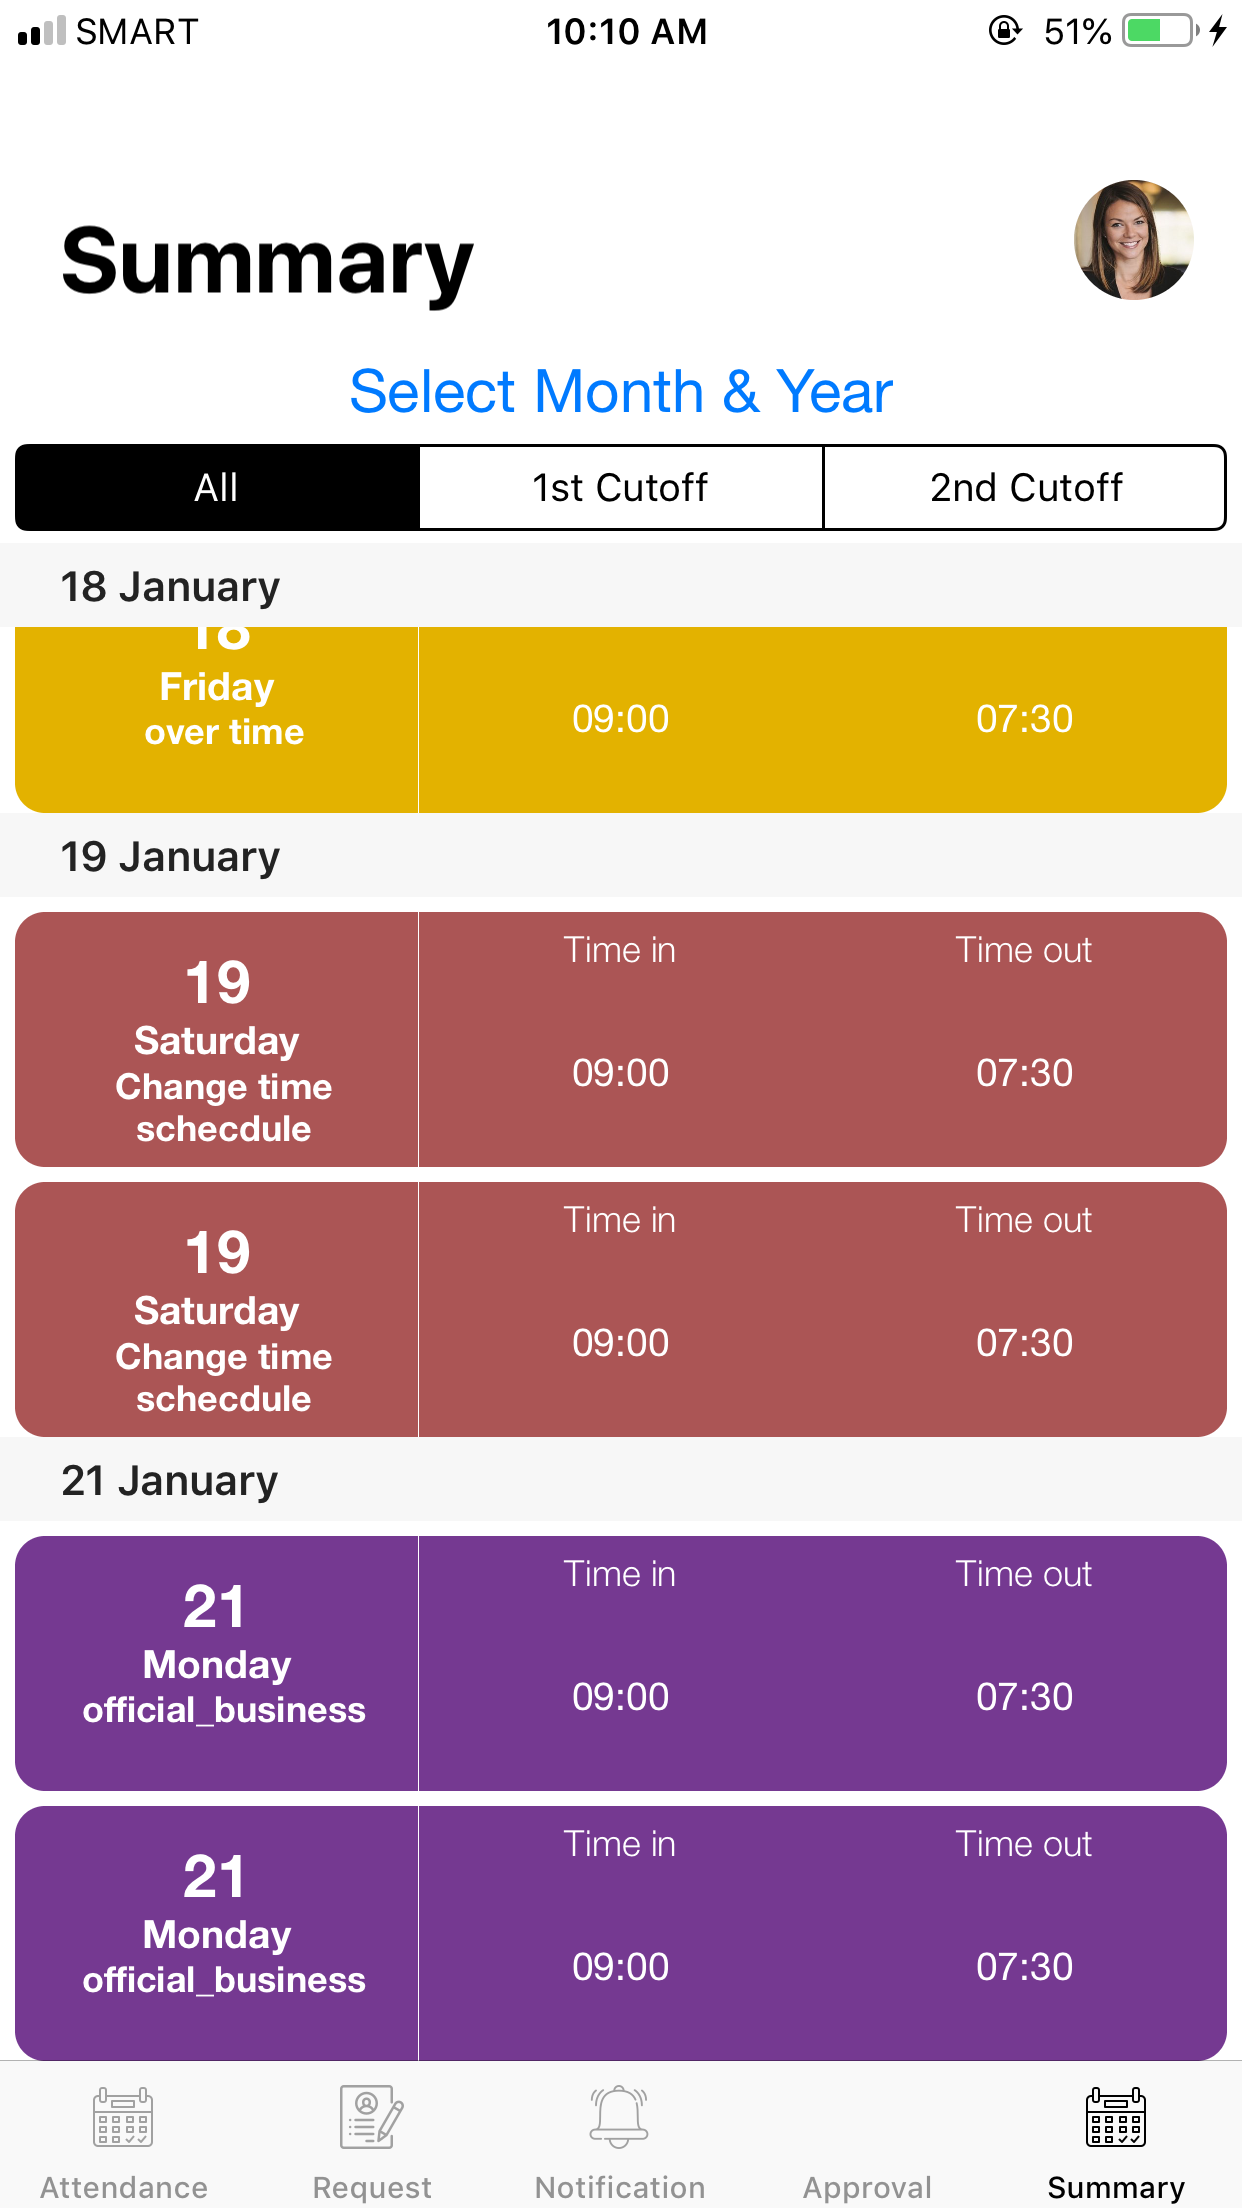 SMART 10:10 AM 51%
Summary
Select Month & Year
All 1st Cutoff 2nd Cutoff
18 January
18
Friday
over time
09:00 07:30
19 January
Time in Time out
19
Saturday
Change time
schecdule
09:00 07:30
Time in Time out
19
Saturday
Change time
schecdule
09:00 07:30
21 January
Time in Time out
21
Monday
official_business
09:00 07:30
Time in Time out
21
Monday
official_business
09:00 07:30
Attendance Request Notification Approval Summary